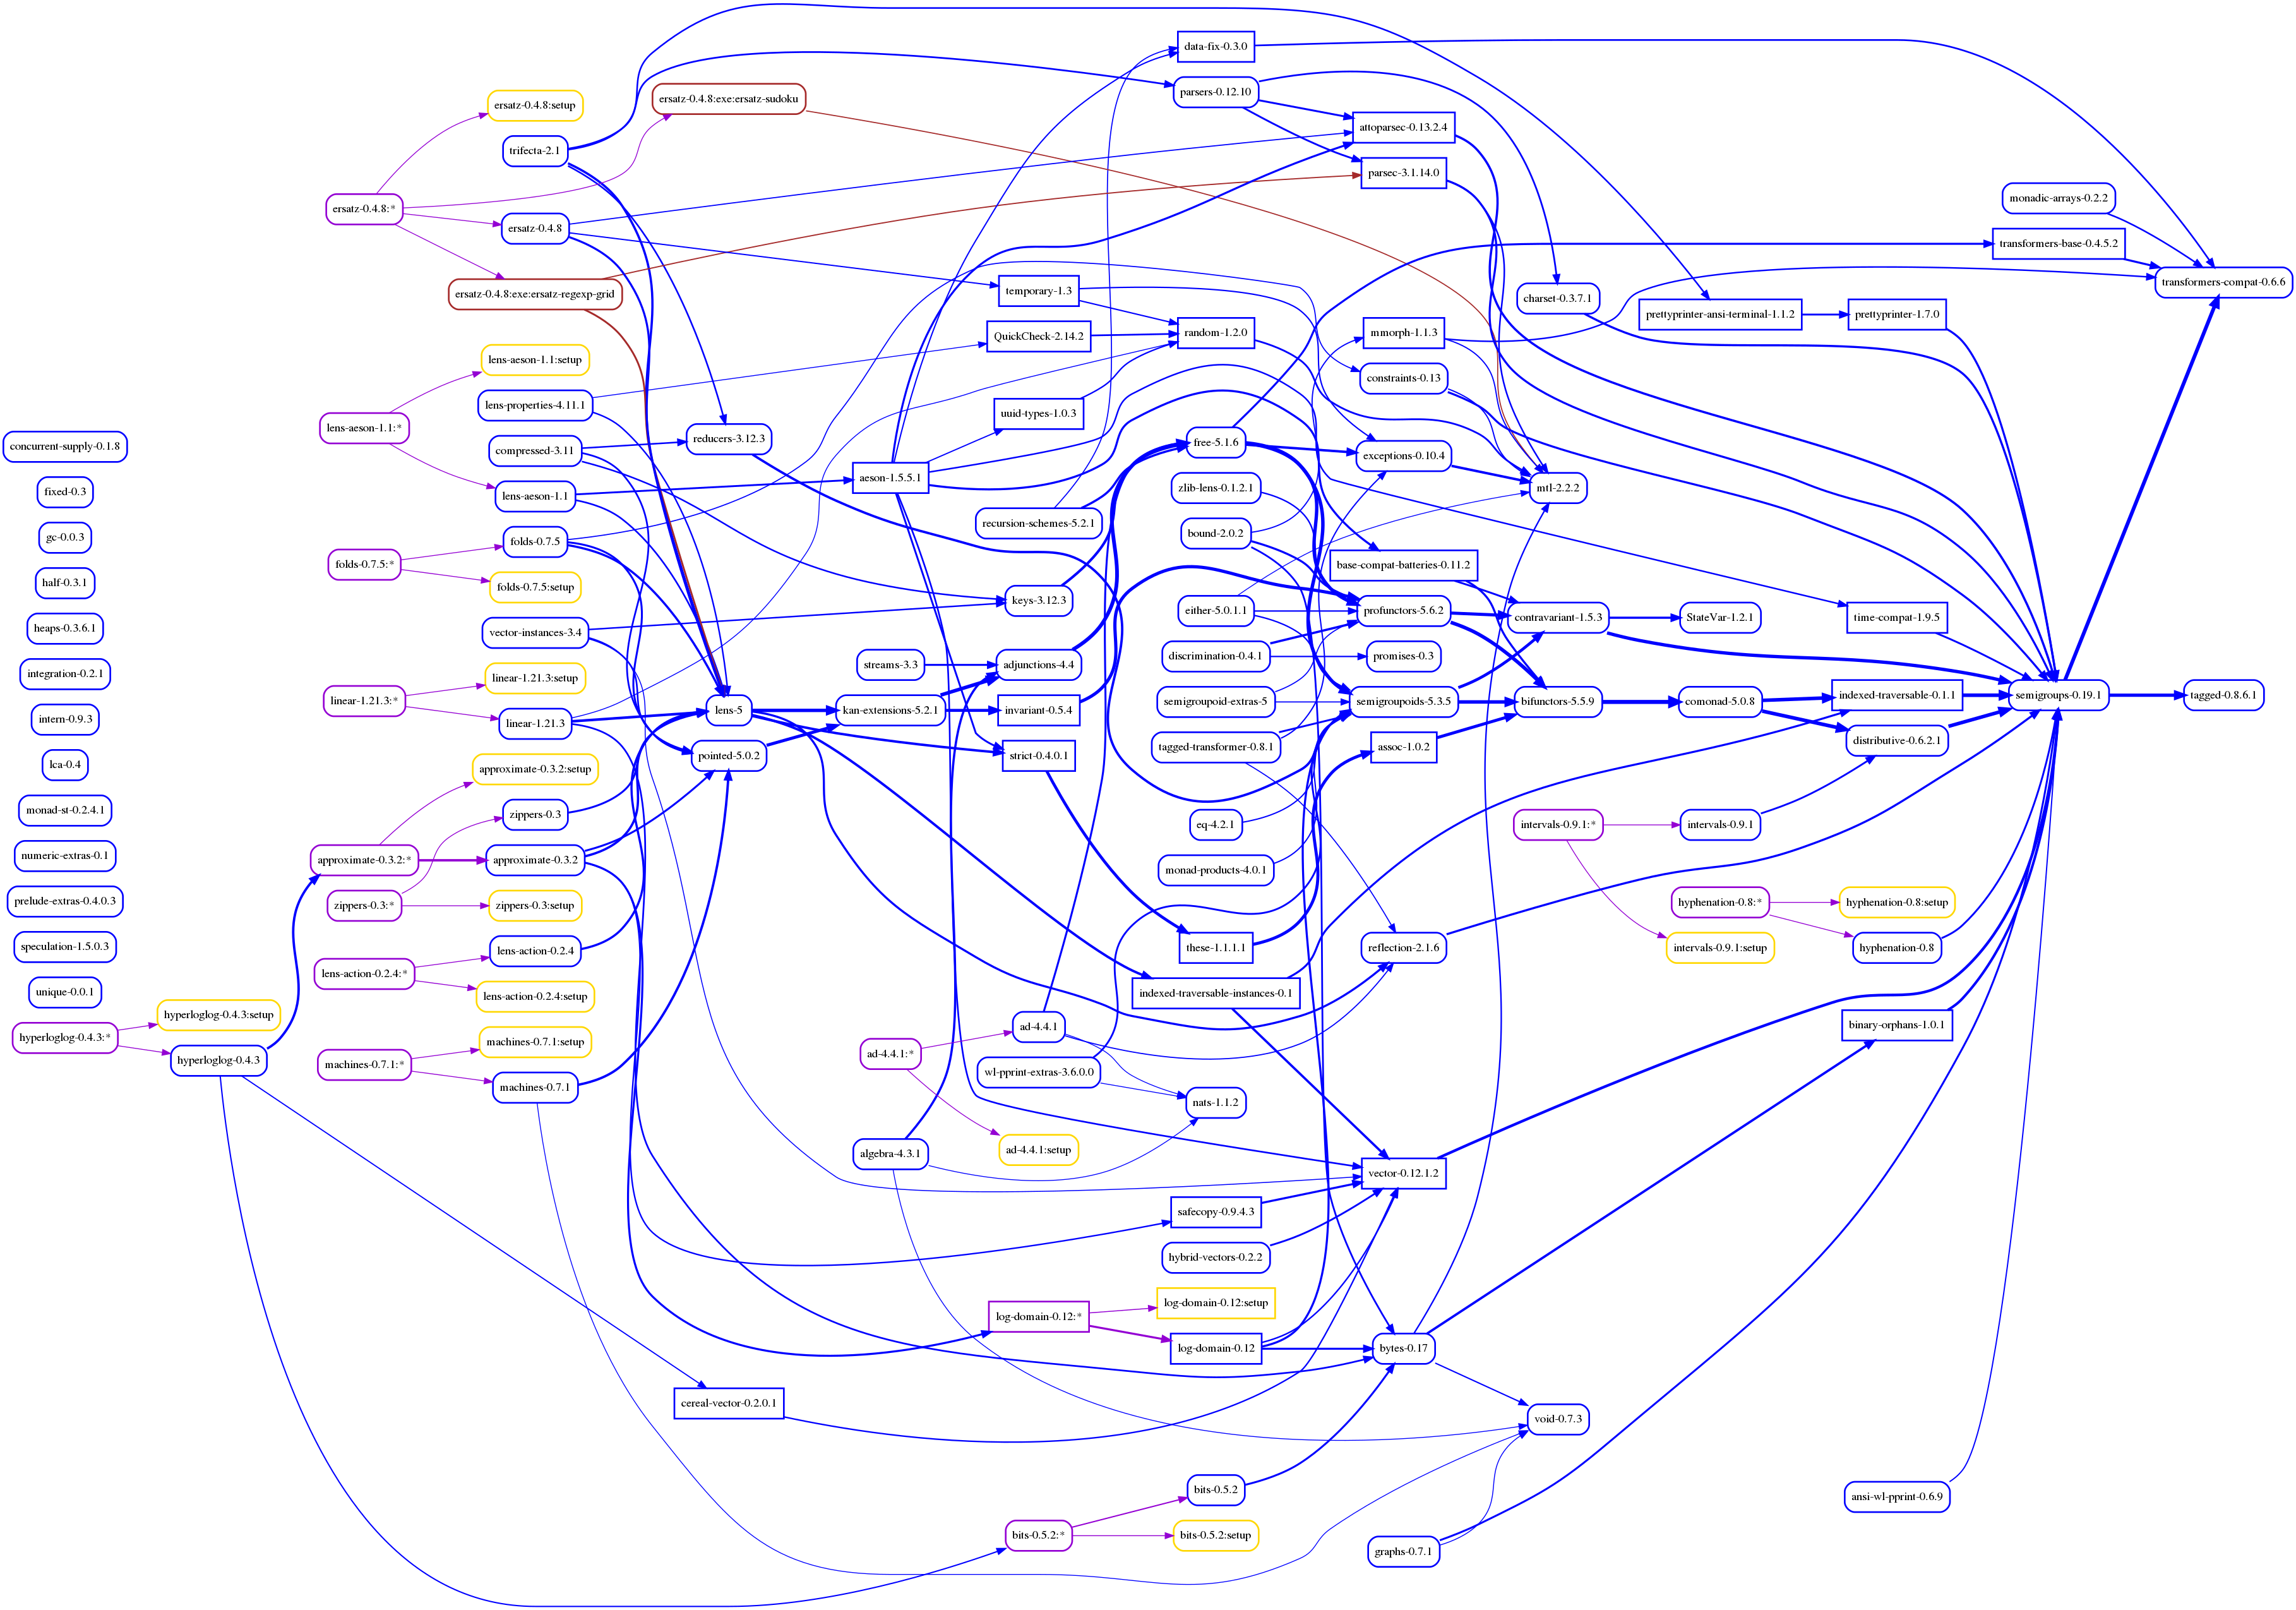 concurrent-supply-0.1.8
fixed-0.3
gc-0.0.3
half-0.3.1
heaps-0.3.6.1
integration-0.2.1
intern-0.9.3
lca-0.4
monad-st-0.2.4.1
numeric-extras-0.1
prelude-extras-0.4.0.3
speculation-1.5.0.3
unique-0.0.1
hyperloglog-0.4.3:*
hyperloglog-0.4.3:setup
hyperloglog-0.4.3
ersatz-0.4.8:*
lens-aeson-1.1:*
folds-0.7.5:*
linear-1.21.3:*
approximate-0.3.2:*
zippers-0.3:*
lens-action-0.2.4:*
machines-0.7.1:*
ersatz-0.4.8:setup
trifecta-2.1
ersatz-0.4.8
ersatz-0.4.8:exe:ersatz-regexp-grid
lens-aeson-1.1:setup
lens-properties-4.11.1
compressed-3.11
lens-aeson-1.1
folds-0.7.5
folds-0.7.5:setup
vector-instances-3.4
linear-1.21.3:setup
linear-1.21.3
approximate-0.3.2:setup
zippers-0.3
approximate-0.3.2
zippers-0.3:setup
lens-action-0.2.4
lens-action-0.2.4:setup
machines-0.7.1:setup
machines-0.7.1
ersatz-0.4.8:exe:ersatz-sudoku
reducers-3.12.3
lens-5
pointed-5.0.2
cereal-vector-0.2.0.1
aeson-1.5.5.1
streams-3.3
kan-extensions-5.2.1
ad-4.4.1:*
algebra-4.3.1
temporary-1.3
QuickCheck-2.14.2
uuid-types-1.0.3
recursion-schemes-5.2.1
keys-3.12.3
adjunctions-4.4
invariant-0.5.4
strict-0.4.0.1
ad-4.4.1
wl-pprint-extras-3.6.0.0
ad-4.4.1:setup
log-domain-0.12:*
bits-0.5.2:*
data-fix-0.3.0
parsers-0.12.10
random-1.2.0
free-5.1.6
zlib-lens-0.1.2.1
bound-2.0.2
either-5.0.1.1
discrimination-0.4.1
semigroupoid-extras-5
tagged-transformer-0.8.1
eq-4.2.1
monad-products-4.0.1
these-1.1.1.1
indexed-traversable-instances-0.1
nats-1.1.2
safecopy-0.9.4.3
hybrid-vectors-0.2.2
log-domain-0.12:setup
log-domain-0.12
bits-0.5.2
bits-0.5.2:setup
attoparsec-0.13.2.4
parsec-3.1.14.0
mmorph-1.1.3
constraints-0.13
exceptions-0.10.4
base-compat-batteries-0.11.2
profunctors-5.6.2
promises-0.3
semigroupoids-5.3.5
assoc-1.0.2
reflection-2.1.6
vector-0.12.1.2
bytes-0.17
graphs-0.7.1
charset-0.3.7.1
mtl-2.2.2
contravariant-1.5.3
bifunctors-5.5.9
intervals-0.9.1:*
void-0.7.3
prettyprinter-ansi-terminal-1.1.2
StateVar-1.2.1
comonad-5.0.8
intervals-0.9.1
hyphenation-0.8:*
intervals-0.9.1:setup
prettyprinter-1.7.0
time-compat-1.9.5
indexed-traversable-0.1.1
distributive-0.6.2.1
hyphenation-0.8:setup
hyphenation-0.8
binary-orphans-1.0.1
ansi-wl-pprint-0.6.9
monadic-arrays-0.2.2
transformers-base-0.4.5.2
semigroups-0.19.1
transformers-compat-0.6.6
tagged-0.8.6.1